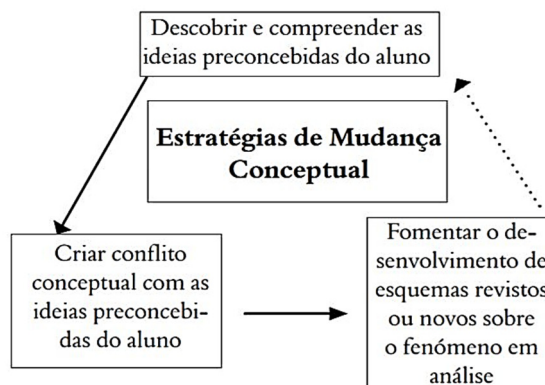 Descobrir e compreender as
ideias preconcebidas do aluno
Estratégias de Mudança
Conceptual
Criar conflito
conceptual com as
ideias preconcebi-
das do aluno
Fomentar o de-
senvolvimento de
esquemas revistos
ou novos sobre
o fenómeno em
análise